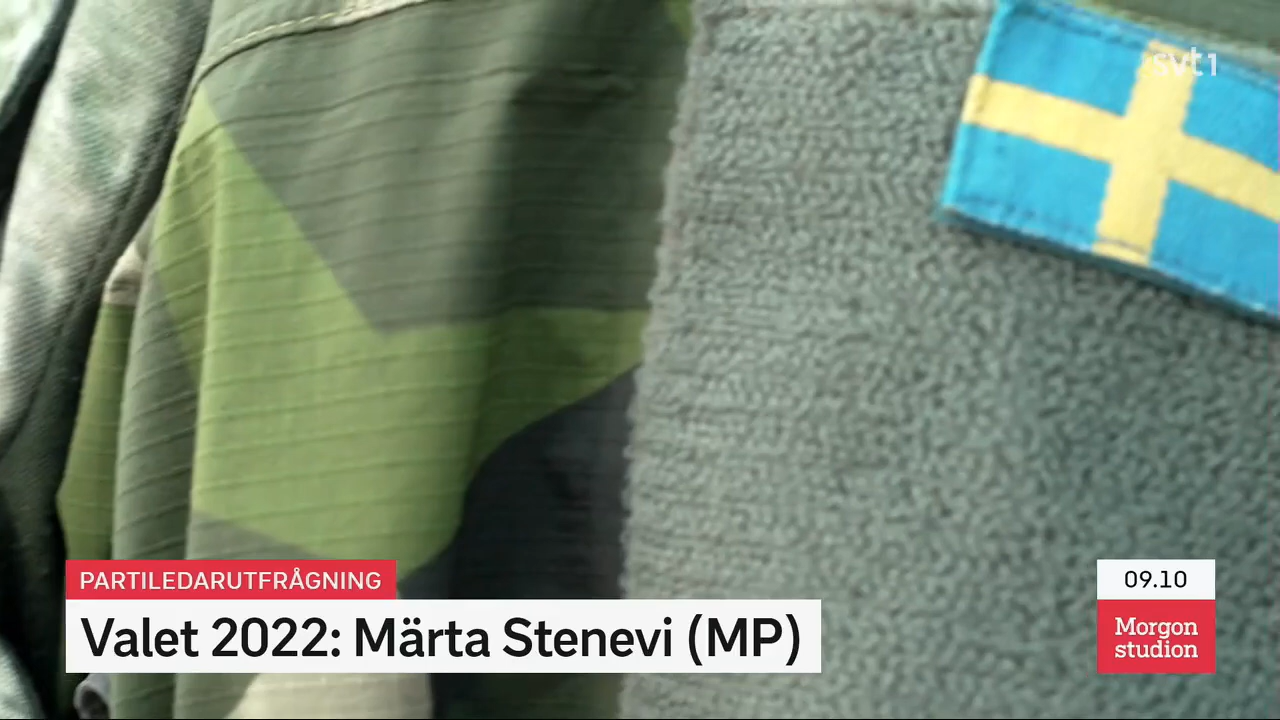 svt1
PARTILEDARUTFRÅGNING
Valet 2022: Märta Stenevi (MP)
09.10
Morgon
studion